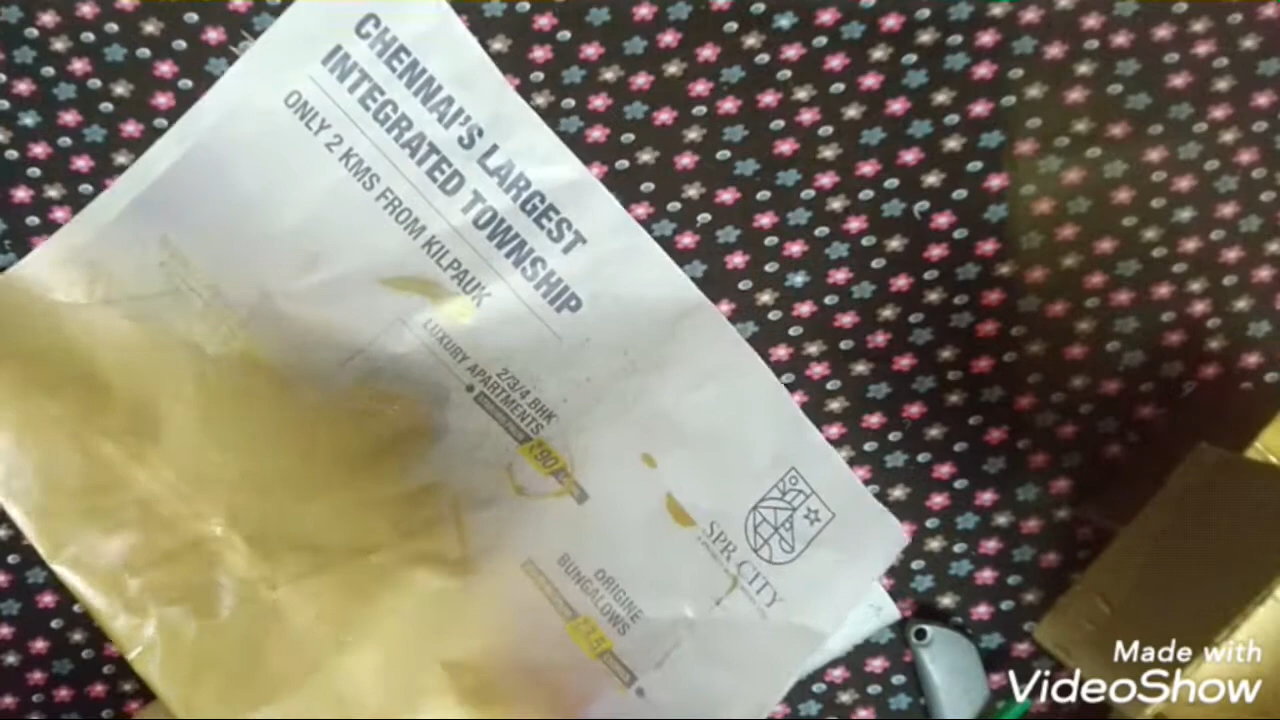 CHENNAI'S LARGEST
INTEGRATED TOWNSHIP
ONLY 2 KMS FROM KILPAUK
2/3/4 BHK
LUXURY APARTMENTS
₹90
ORIGINE
BUNGALOWS
SPR CITY
Made with
VideoShow